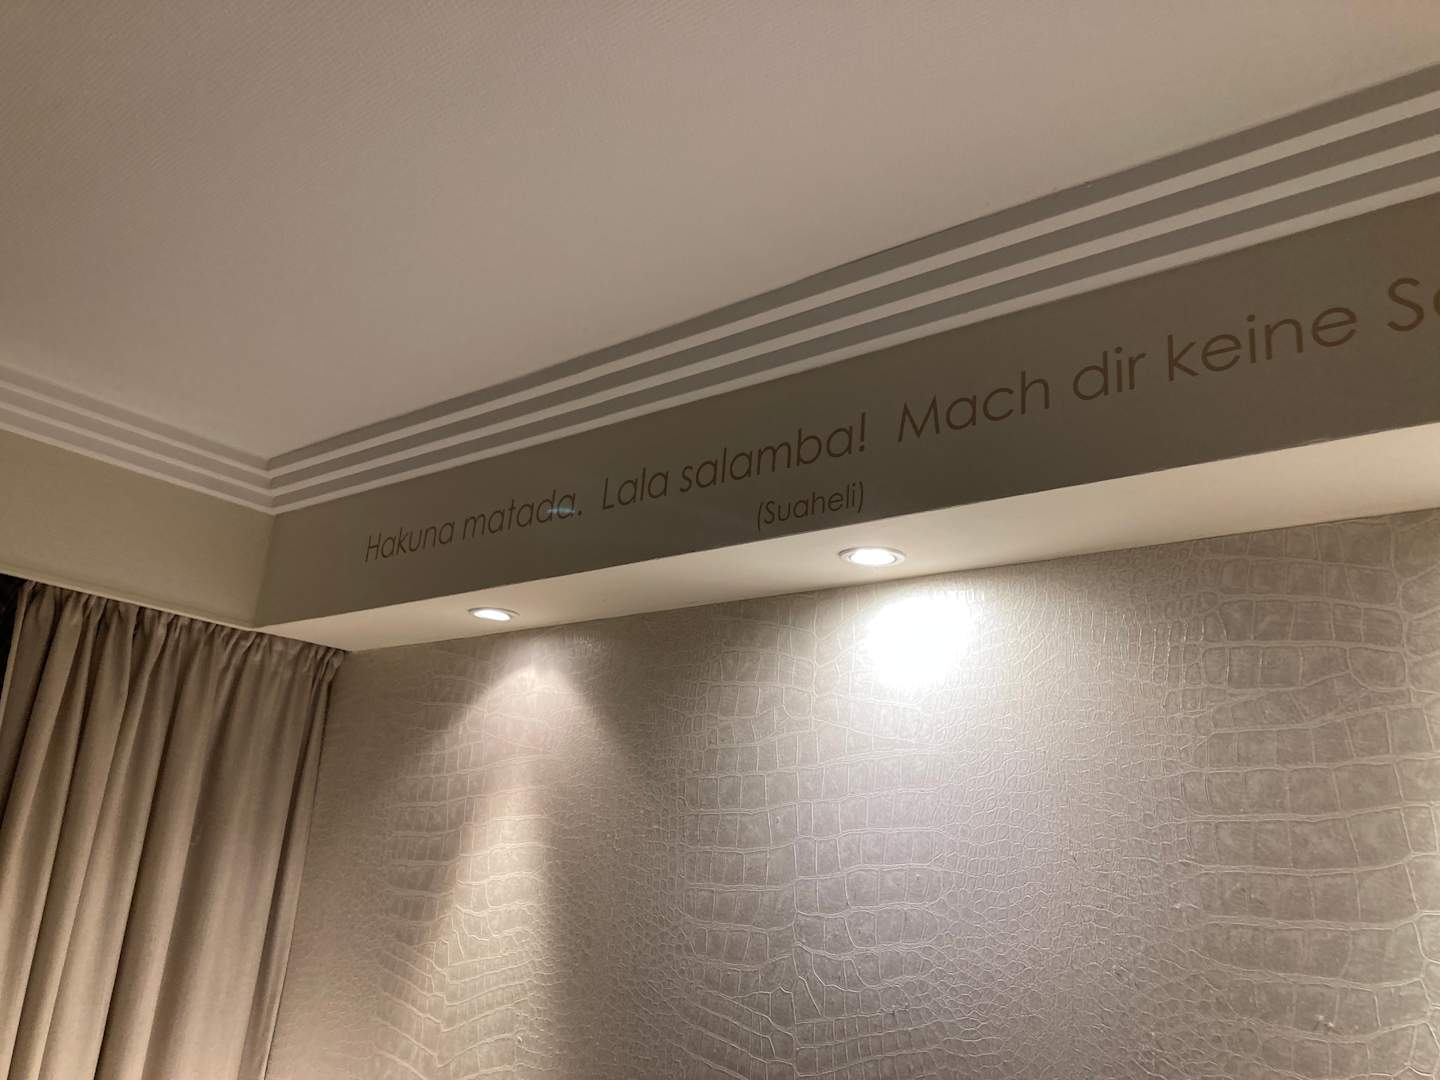 Hakuna matada. Lala salamba! Mach dir keine
(Suaheli)